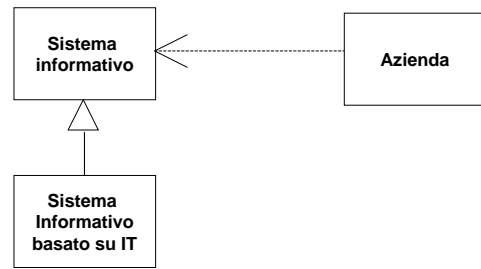 Sistema
informativo
Azienda
Sistema
Informativo
basato su IT